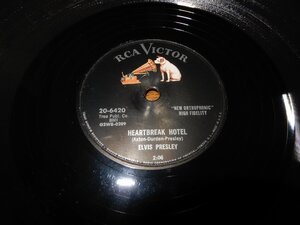 RCA VICTOR
20-6420
"NEW ORTHOPHONIC"
HIGH FIDELITY
HEARTBREAK HOTEL
(Axton-Durden-Presley)
ELVIS PRESLEY
2:06